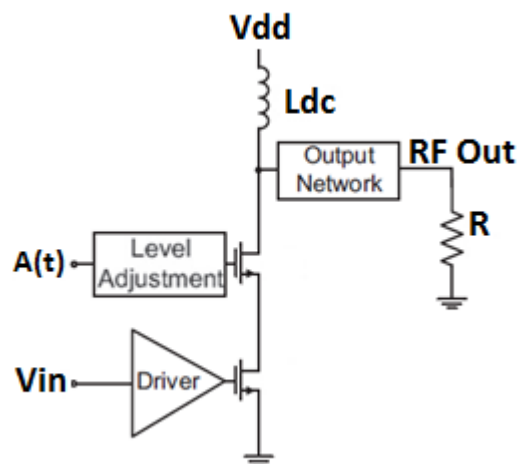 Vdd
Ldc
Output
Network
RF Out
R
A(t)
Level
Adjustment
Vin
Driver